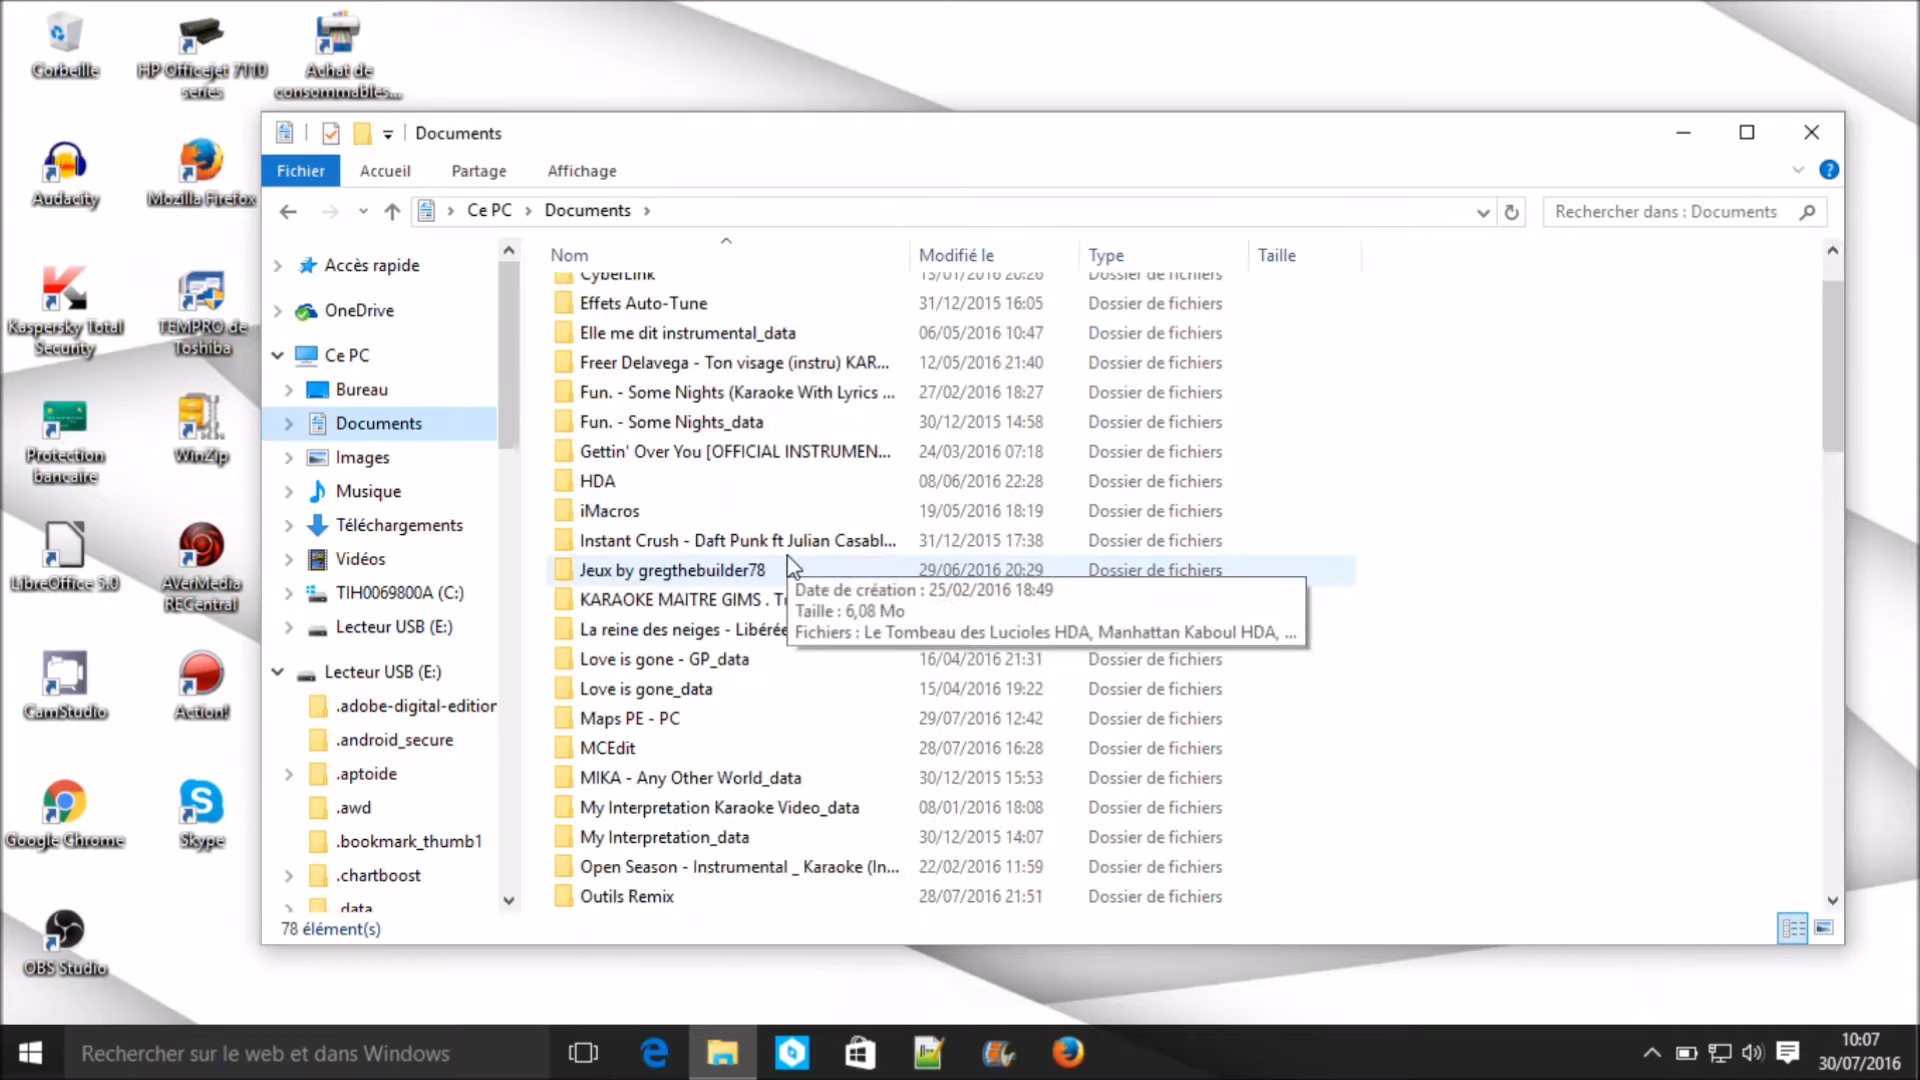 Corbeille
HP Officejet 7110 series
Achat de consommables...
Audacity
Mozilla Firefox
Kaspersky Total Security
TEMPRO de Toshiba
Protection bancaire
WinZip
LibreOffice 5.0
AVerMedia RECentral
CamStudio
Action!
Google Chrome
Skype
OBS Studio
Documents
Fichier Accueil Partage Affichage
Ce PC Documents
Rechercher dans : Documents
Accès rapide
OneDrive
Ce PC
Bureau
Documents
Images
Musique
Téléchargements
Vidéos
TIH0069800A (C:)
Lecteur USB (E:)
Lecteur USB (E:)
.adobe-digital-edition
.android_secure
.aptoide
.awd
.bookmark_thumb1
.chartboost
.data
Nom Modifié le Type Taille
CyberLink 15/01/2016 20:26 Dossier de fichiers
Effets Auto-Tune 31/12/2015 16:05 Dossier de fichiers
Elle me dit instrumental_data 06/05/2016 10:47 Dossier de fichiers
Freer Delavega - Ton visage (instru) KAR... 12/05/2016 21:40 Dossier de fichiers
Fun. - Some Nights (Karaoke With Lyrics ... 27/02/2016 18:27 Dossier de fichiers
Fun. - Some Nights_data 30/12/2015 14:58 Dossier de fichiers
Gettin' Over You [OFFICIAL INSTRUMEN... 24/03/2016 07:18 Dossier de fichiers
HDA 08/06/2016 22:28 Dossier de fichiers
iMacros 19/05/2016 18:19 Dossier de fichiers
Instant Crush - Daft Punk ft Julian Casabl... 31/12/2015 17:38 Dossier de fichiers
Jeux by gregthebuilder78 29/06/2016 20:29 Dossier de fichiers
KARAOKE MAITRE GIMS .
La reine des neiges - Libérée
Date de création : 25/02/2016 18:49
Taille : 6,08 Mo
Fichiers : Le Tombeau des Lucioles HDA, Manhattan Kaboul HDA, ...
Love is gone - GP_data 16/04/2016 21:31 Dossier de fichiers
Love is gone_data 15/04/2016 19:22 Dossier de fichiers
Maps PE - PC 29/07/2016 12:42 Dossier de fichiers
MCEdit 28/07/2016 16:28 Dossier de fichiers
MIKA - Any Other World_data 30/12/2015 15:53 Dossier de fichiers
My Interpretation Karaoke Video_data 08/01/2016 18:08 Dossier de fichiers
My Interpretation_data 30/12/2015 14:07 Dossier de fichiers
Open Season - Instrumental _ Karaoke (In... 22/02/2016 11:59 Dossier de fichiers
Outils Remix 28/07/2016 21:51 Dossier de fichiers
78 élément(s)
Rechercher sur le web et dans Windows
10:07
30/07/2016